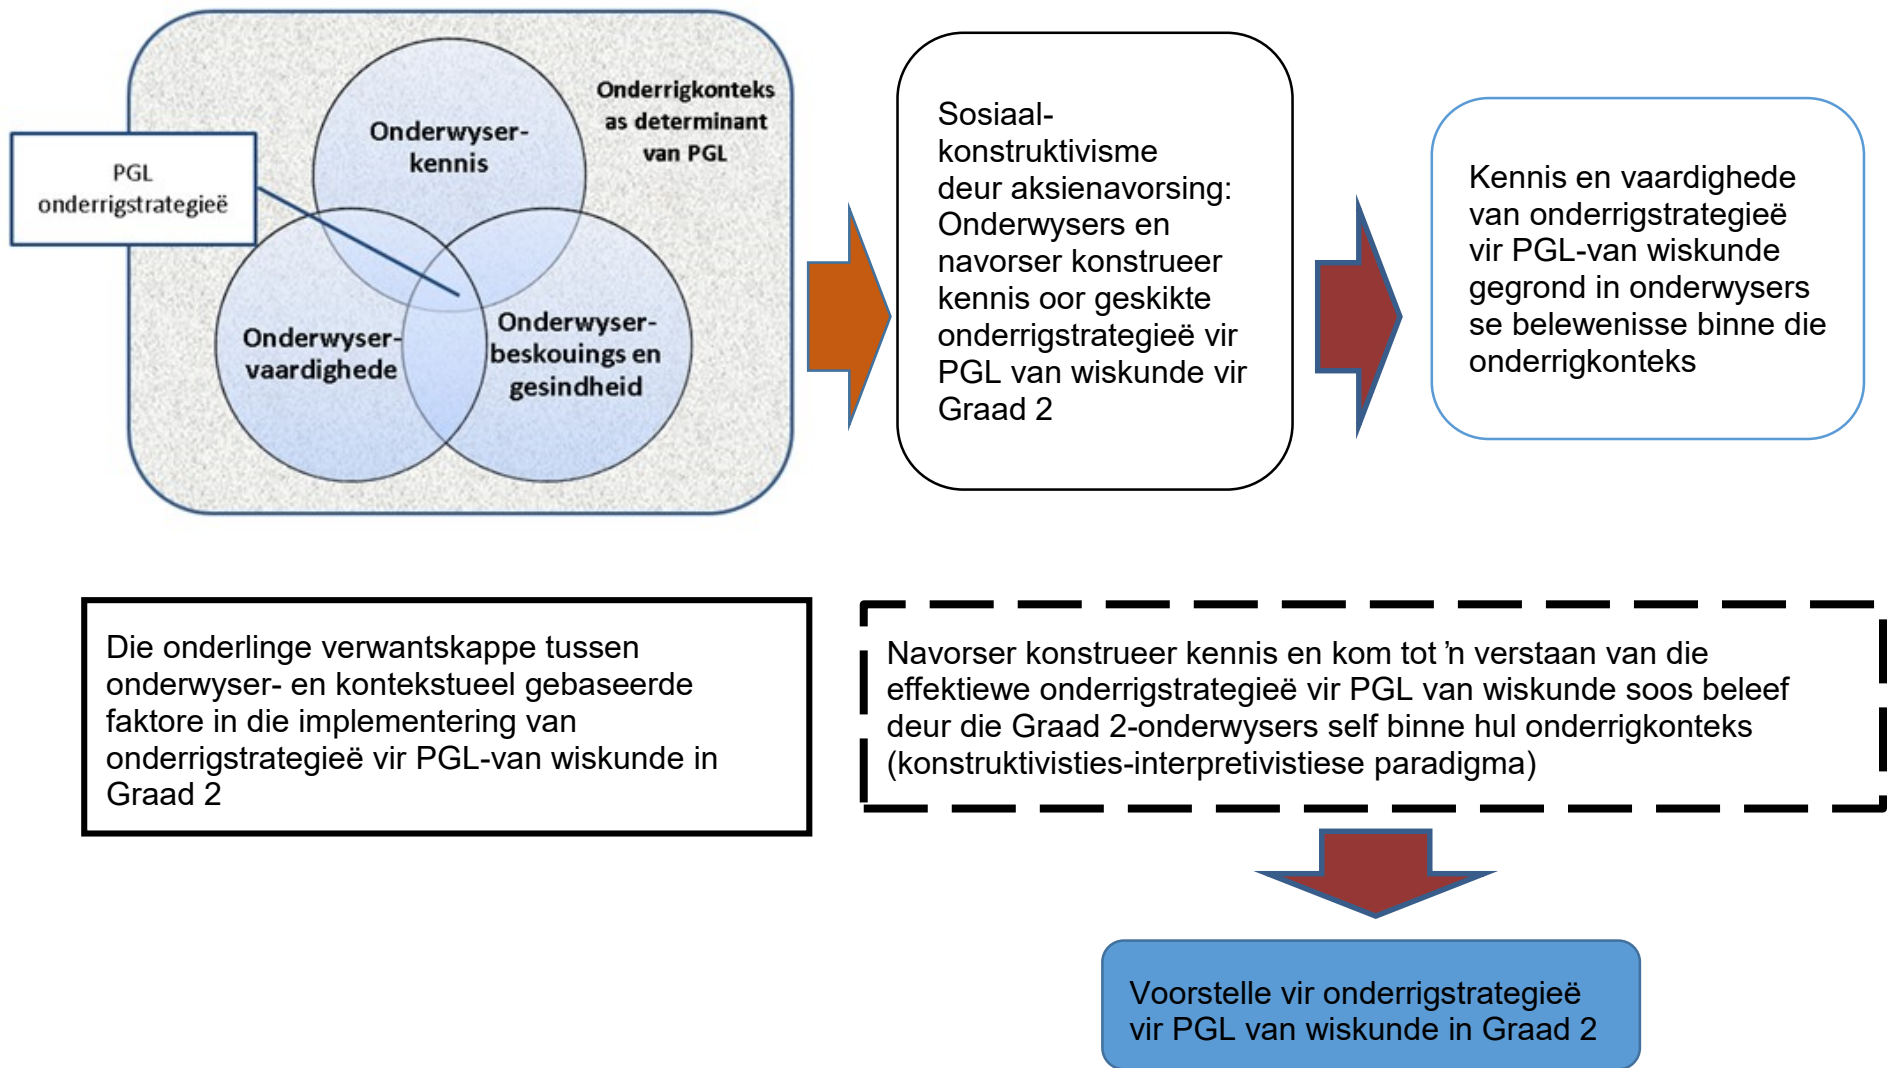 Onderrigkonteks
as determinant
van PGL
Onderwyser-
kennis
PGL
onderrigstrategieë
Onderwyser-
vaardighede
Onderwyser-
beskouings en
gesindheid
Sosiaal-
konstruktivisme
deur aksienavorsing:
Onderwysers en
navorser konstrueer
kennis oor geskikte
onderrigstrategieë vir
PGL van wiskunde vir
Graad 2
Kennis en vaardighede
van onderrigstrategieë
vir PGL-van wiskunde
gegrond in onderwysers
se belewenisse binne die
onderrigkonteks
Die onderlinge verwantskappe tussen
onderwyser- en kontekstueel gebaseerde
faktore in die implementering van
onderrigstrategieë vir PGL-van wiskunde in
Graad 2
Navorser konstrueer kennis en kom tot ’n verstaan van die
effektiewe onderrigstrategieë vir PGL van wiskunde soos beleef
deur die Graad 2-onderwysers self binne hul onderrigkonteks
(konstruktivisties-interpretivistiese paradigma)
Voorstelle vir onderrigstrategieë
vir PGL van wiskunde in Graad 2